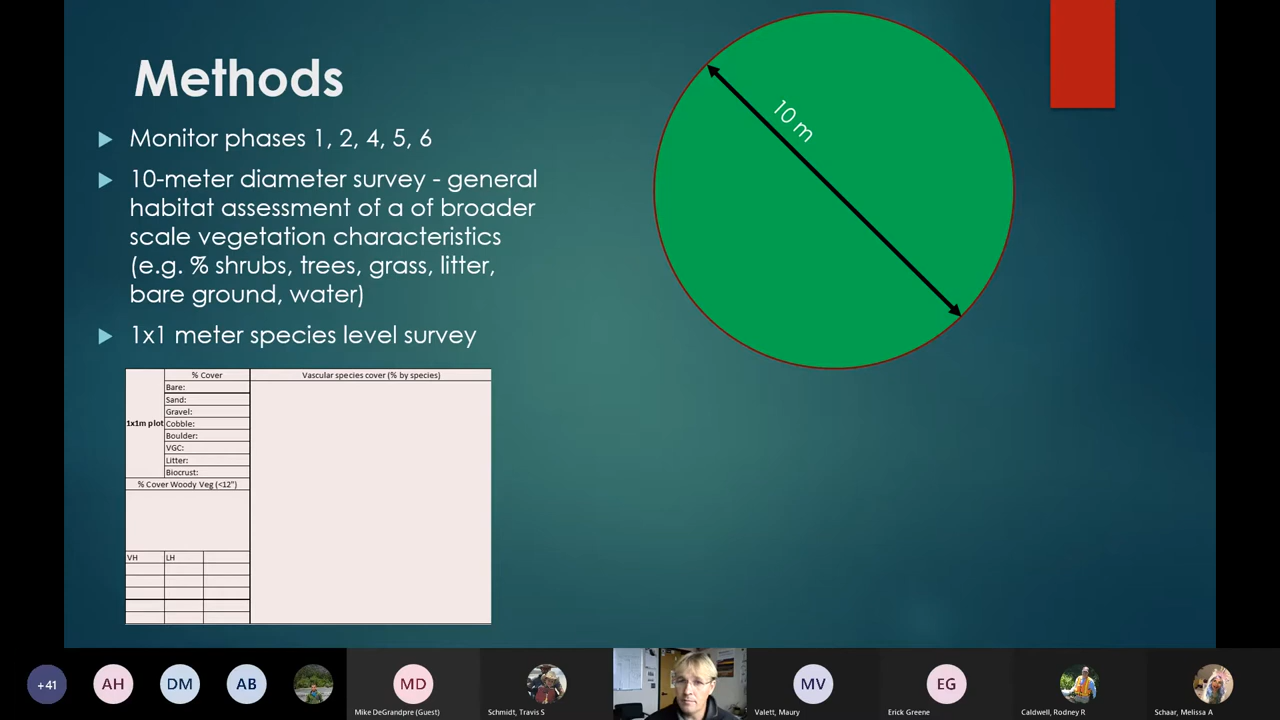 Methods
Monitor phases 1, 2, 4, 5, 6
10-meter diameter survey - general
habitat assessment of a of broader
scale vegetation characteristics
(e.g. % shrubs, trees, grass, litter,
bare ground, water)
1x1 meter species level survey
10 m
% Cover
Vascular species cover (% by species)
1x1m plot
Bare:
Sand:
Gravel:
Cobble:
Boulder:
VGC:
Litter:
Biocrust:
% Cover Woody Veg (<12")
VH LH
+41
AH
DM
AB
MD
Mike DeGrandpre (Guest)
Schmidt, Travis S
MV
Valett, Maury
EG
Erick Greene
Caldwell, Rodney R
Schaar, Melissa A